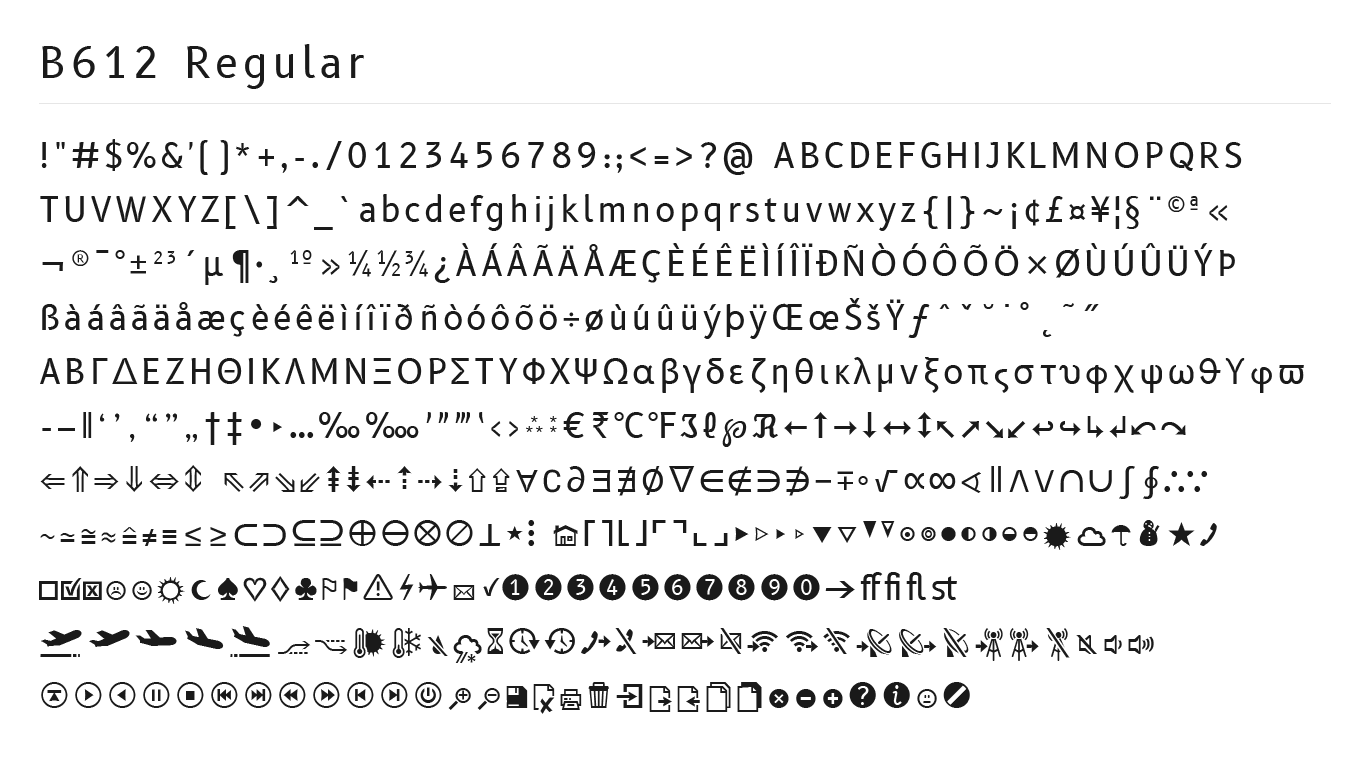 B612 Regular
!"#$%&'()*+,-./0123456789:;<=>?@ ABCDEFGHIJKLMNOPQRS
TUVWXYZ[\]^_`abcdefghijklmnopqrstuvwxyz{|}~¡¢£¤¥¦§¨©ª«
¬®¯°±²³´µ¶·¸¹º»¼½¾¿ÀÁÂÃÄÅÆÇÈÉÊËÌÍÎÏÐÑÒÓÔÕÖ×ØÙÚÛÜÝÞ
ßàáâãäåæçèéêëìíîïðñòóôõö÷øùúûüýþÿŒœŠšŸƒˆˇ˘˙˚˛˜˝
ΑΒΓΔΕΖΗΘΙΚΛΜΝΞΟΡΣΤΥΦΧΨΩαβγδεζηθικλμνξοπςστυφχψωϑϒφϖ
‐–‖‘’‚“”„†‡•‣…‰‱′″‴‵‹›⁂€₹℃℉ℑℓ℘ℜ←↑→↓↔↕↖↗↘↙↩↪↳↲↶↷
⇐⇑⇒⇓⇔⇕⇖⇗⇘⇙⇞⇟⇠⇡⇢⇣⇧⇪∀∁∂∃∄∅∇∈∉∋∌−∓∘√∝∞∢∥∧∨∩∪∫∮∴∵
∼≃≅≈≙≠≡≤≥⊂⊃⊆⊇⊕⊖⊗⊘⊥⋆⋮⌂⌈⌉⌊⌋⌜⌝⌞⌟▶▷▸▹▼▽▾▿◉◎●◐◑◒◓☀☁☂☃★✆
☐☑☒☹☺☼☾♠♡♢♣⚐⚑⚠⚡✈✉✓❶❷❸❹❺❻❼❽❾⓿➔ﬀﬁﬂst